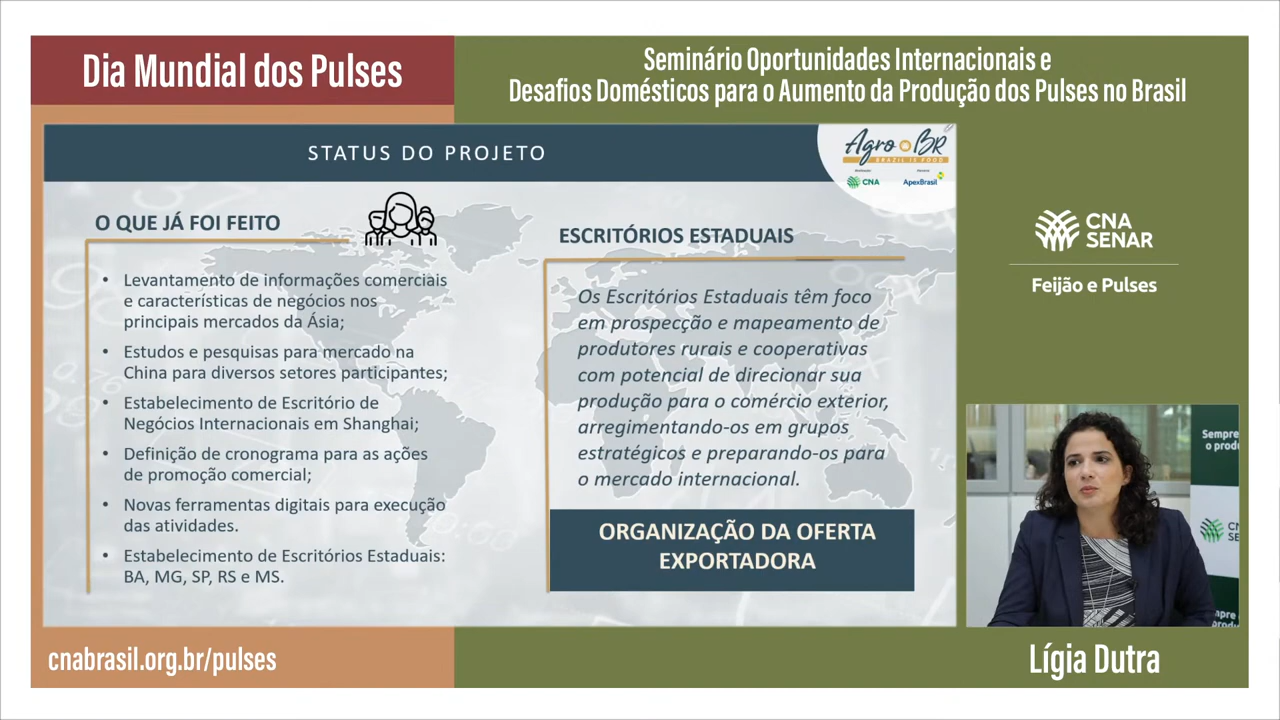 Dia Mundial dos Pulses
Seminário Oportunidades Internacionais e
Desafios Domésticos para o Aumento da Produção dos Pulses no Brasil
STATUS DO PROJETO
Agro BR
BRAZIL IS FOOD
CNA
ApexBrasil
O QUE JÁ FOI FEITO
• Levantamento de informações comerciais
e características de negócios nos
principais mercados da Ásia;
• Estudos e pesquisas para mercado na
China para diversos setores participantes;
• Estabelecimento de Escritório de
Negócios Internacionais em Shanghai;
• Definição de cronograma para as ações
de promoção comercial;
• Novas ferramentas digitais para execução
das atividades.
• Estabelecimento de Escritórios Estaduais:
BA, MG, SP, RS e MS.
ESCRITÓRIOS ESTADUAIS
Os Escritórios Estaduais têm foco
em prospecção e mapeamento de
produtores rurais e cooperativas
com potencial de direcionar sua
produção para o comércio exterior,
arregimentando-os em grupos
estratégicos e preparando-os para
o mercado internacional.
ORGANIZAÇÃO DA OFERTA
EXPORTADORA
CNA
SENAR
Feijão e Pulses
Sempre
o produ
CN
SE
mpre
produ
cnabrasil.org.br/pulses
Lígia Dutra